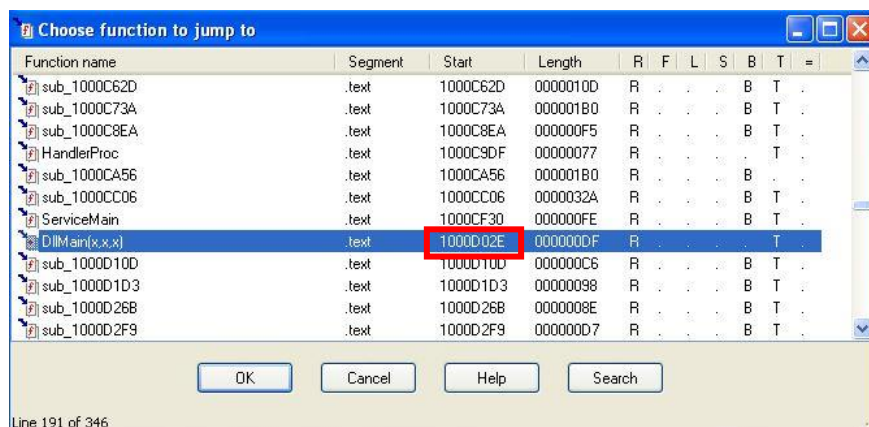 Choose function to jump to
Function name Segment Start Length R F L S B T =
sub_1000C62D .text 1000C62D 0000010D R . . . B T .
sub_1000C73A .text 1000C73A 000001B0 R . . . B T .
sub_1000C8EA .text 1000C8EA 000000F5 R . . . B T .
HandlerProc .text 1000C9DF 00000077 R . . . . T .
sub_1000CA56 .text 1000CA56 000001B0 R . . . B . .
sub_1000CC06 .text 1000CC06 0000032A R . . . B T .
ServiceMain .text 1000CF30 000000FE R . . . B T .
DllMain(x,x,x) .text 1000D02E 000000DF R . . . . T .
sub_1000D10D .text 1000D10D 000000C6 R . . . B T .
sub_1000D1D3 .text 1000D1D3 00000098 R . . . B T .
sub_1000D26B .text 1000D26B 0000008E R . . . B T .
sub_1000D2F9 .text 1000D2F9 000000D7 R . . . B T .
OK Cancel Help Search
Line 191 of 346